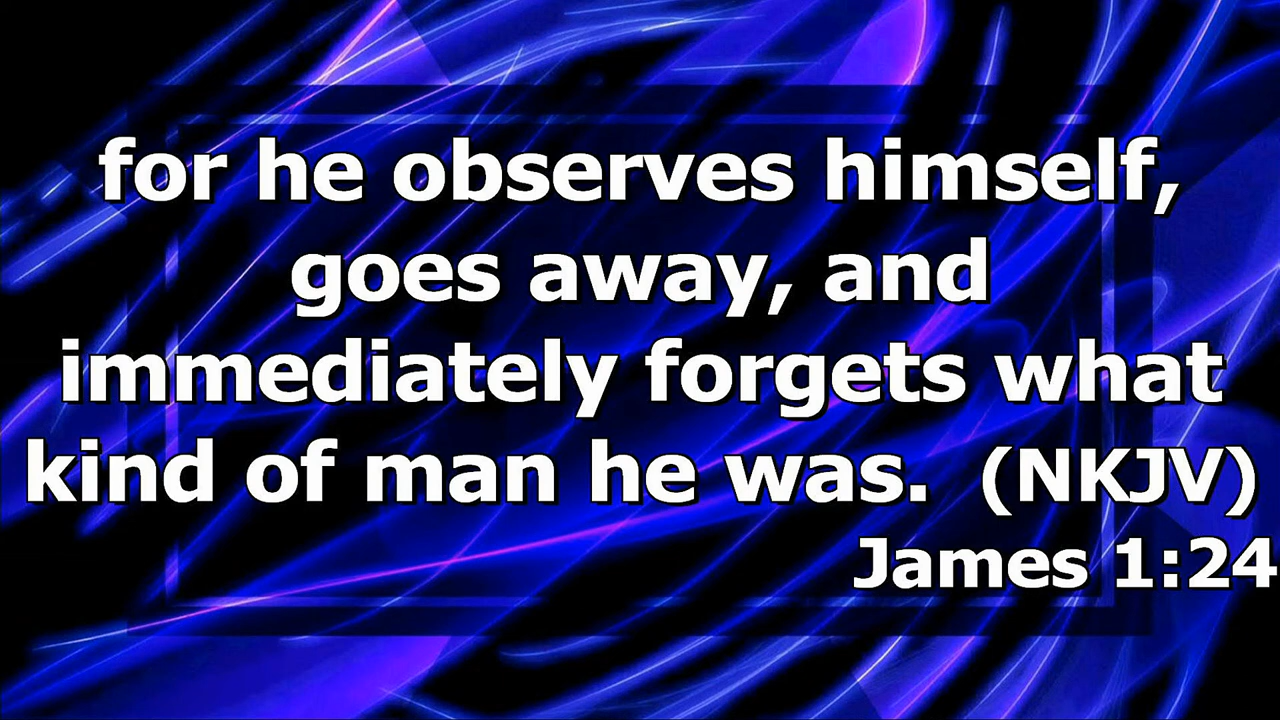 for he observes himself,
goes away, and
immediately forgets what
kind of man he was.  (NKJV)
James 1:24